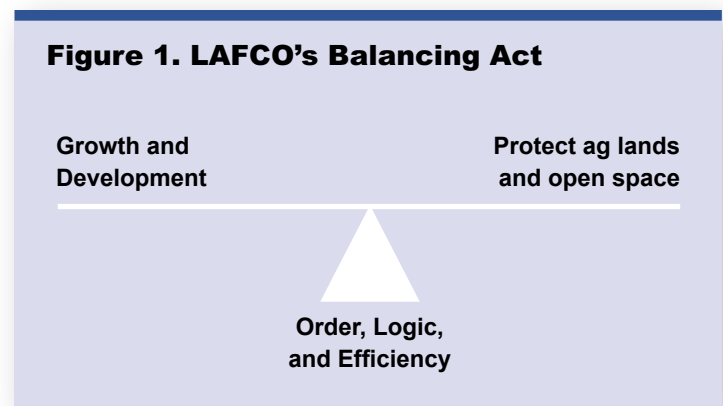 Figure 1. LAFCO’s Balancing Act
Growth and
Development
Protect ag lands
and open space
Order, Logic,
and Efficiency